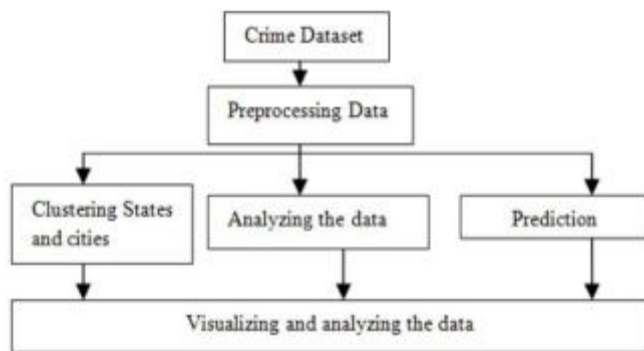 Crime Dataset
Preprocessing Data
Clustering States
and cities
Analyzing the data
Prediction
Visualizing and analyzing the data